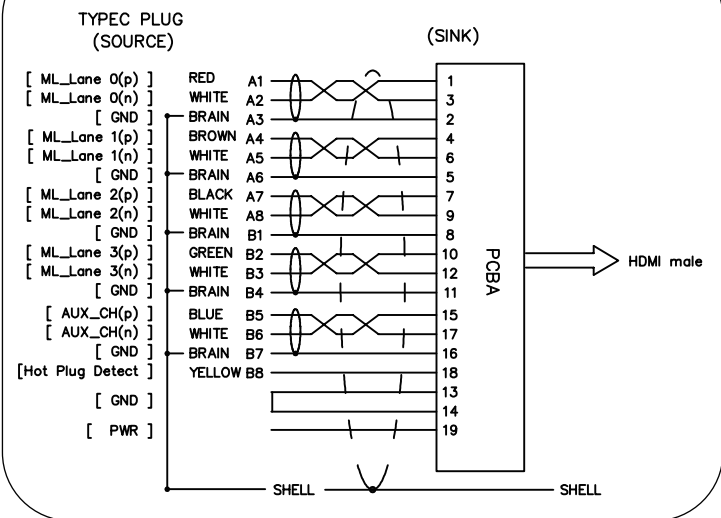 TYPEC PLUG
(SOURCE)
(SINK)
[ ML_Lane 0(p) ] RED A1 1
[ ML_Lane 0(n) ] WHITE A2 3
[ GND ] BRAIN A3 2
[ ML_Lane 1(p) ] BROWN A4 4
[ ML_Lane 1(n) ] WHITE A5 6
[ GND ] BRAIN A6 5
[ ML_Lane 2(p) ] BLACK A7 7
[ ML_Lane 2(n) ] WHITE A8 9
[ GND ] BRAIN B1 8
[ ML_Lane 3(p) ] GREEN B2 10
[ ML_Lane 3(n) ] WHITE B3 12
[ GND ] BRAIN B4 11
[ AUX_CH(p) ] BLUE B5 15
[ AUX_CH(n) ] WHITE B6 17
[ GND ] BRAIN B7 16
[Hot Plug Detect ] YELLOW B8 18
[ GND ] 13
14
[ PWR ] 19
PCBA
HDMI male
SHELL SHELL